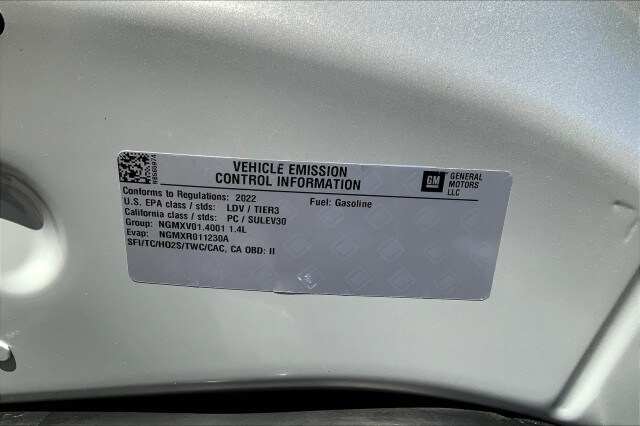 VEHICLE EMISSION
CONTROL INFORMATION
GM
GENERAL
MOTORS
LLC
Conforms to Regulations: 2022
Fuel: Gasoline
U.S. EPA class / stds: LDV / TIER3
California class / stds: PC / SULEV30
Group: NGMXV01.4001 1.4L
Evap: NGMXR011230A
SFI/TC/HO2S/TWC/CAC, CA OBD: II